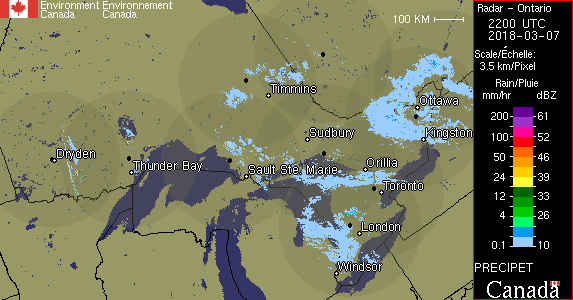 Environment Environnement
Canada Canada
100 KM
Timmins
Ottawa
Sudbury
Kingston
Dryden
Thunder Bay
Sault Ste. Marie
Orillia
Toronto
London
Windsor
Radar - Ontario
2200 UTC
2018-03-07
Scale/Échelle:
3.5 km/Pixel
Rain/Pluie
mm/hr dBZ
200 61
100 52
50 46
24 39
12 33
4 26
0.1 10
PRECIPET
Canada